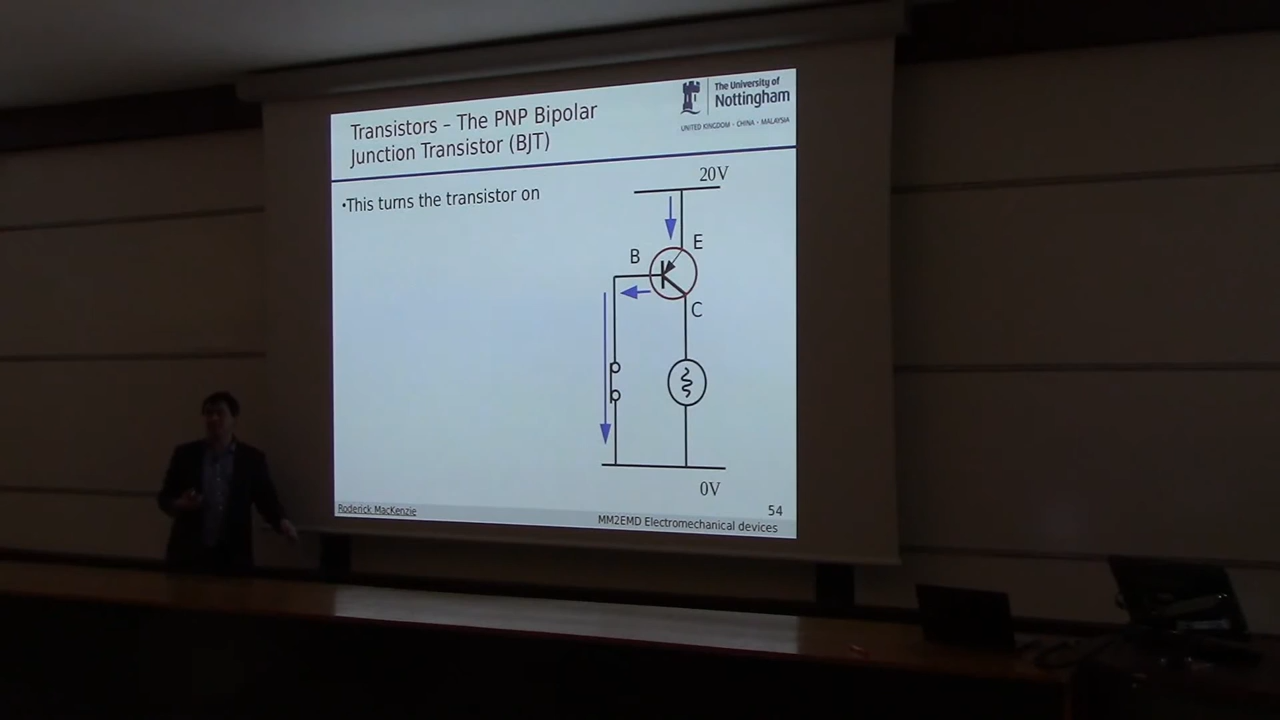 Transistors – The PNP Bipolar
Junction Transistor (BJT)
The University of
Nottingham
UNITED KINGDOM · CHINA · MALAYSIA
•This turns the transistor on
20V
E
B
C
0V
54
Roderick MacKenzie
MM2EMD Electromechanical devices